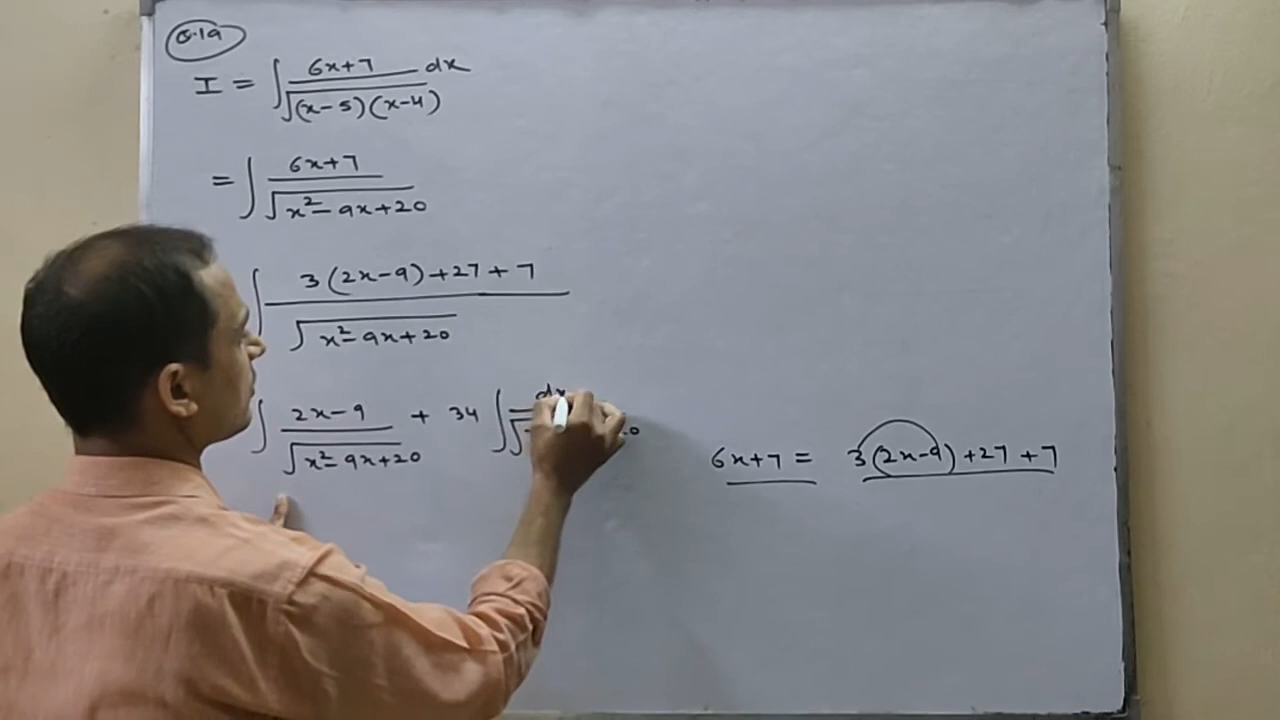 Q.19
I = ∫ 6x+7 / √(x-5)(x-4) dx
= ∫ 6x+7 / √x²-9x+20
∫ 3(2x-9)+27+7 / √x²-9x+20
∫ 2x-9 / √x²-9x+20 + 34 ∫ dx / √
6x+7 = 3(2x-9)+27+7